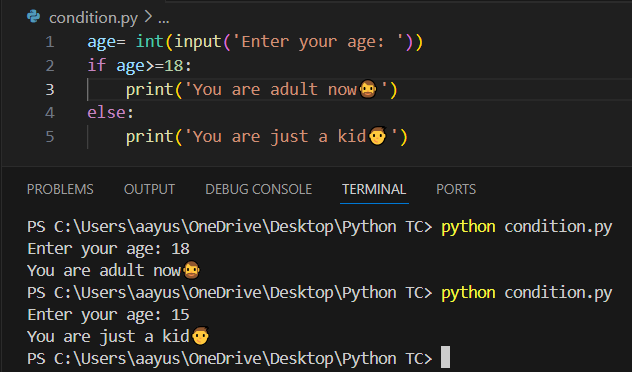 condition.py > ...
1 age= int(input('Enter your age: '))
2 if age>=18:
3     print('You are adult now🧔')
4 else:
5     print('You are just a kid👨')
PROBLEMS OUTPUT DEBUG CONSOLE TERMINAL PORTS
PS C:\Users\aayus\OneDrive\Desktop\Python TC> python condition.py
Enter your age: 18
You are adult now🧔
PS C:\Users\aayus\OneDrive\Desktop\Python TC> python condition.py
Enter your age: 15
You are just a kid👨
PS C:\Users\aayus\OneDrive\Desktop\Python TC>